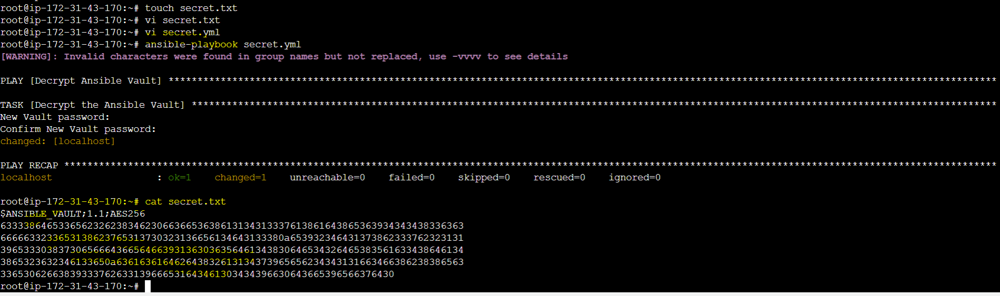 root@ip-172-31-43-170:~# touch secret.txt
root@ip-172-31-43-170:~# vi secret.txt
root@ip-172-31-43-170:~# vi secret.yml
root@ip-172-31-43-170:~# ansible-playbook secret.yml
[WARNING]: Invalid characters were found in group names but not replaced, use -vvvv to see details
PLAY [Decrypt Ansible Vault] ***********************************************************************************************************************************************
TASK [Decrypt the Ansible Vault] *******************************************************************************************************************************************
New Vault password:
Confirm New Vault password:
changed: [localhost]
PLAY RECAP *****************************************************************************************************************************************************************
localhost                  : ok=1    changed=1    unreachable=0    failed=0    skipped=0    rescued=0    ignored=0
root@ip-172-31-43-170:~# cat secret.txt
$ANSIBLE_VAULT;1.1;AES256
63333864653365623262383462306636653638613134313337613861643865363934343438336363
6666633233653138623765313730323136656134643133380a653932346431373862333762323131
39653330383730656664366564663931363036356461343830646534326465383561633438646134
3865323632346133650a636163616462643832613134373965656234343131663466386238386563
336530626638393337626331396665316434613034343966306436653965663764​30
root@ip-172-31-43-170:~#